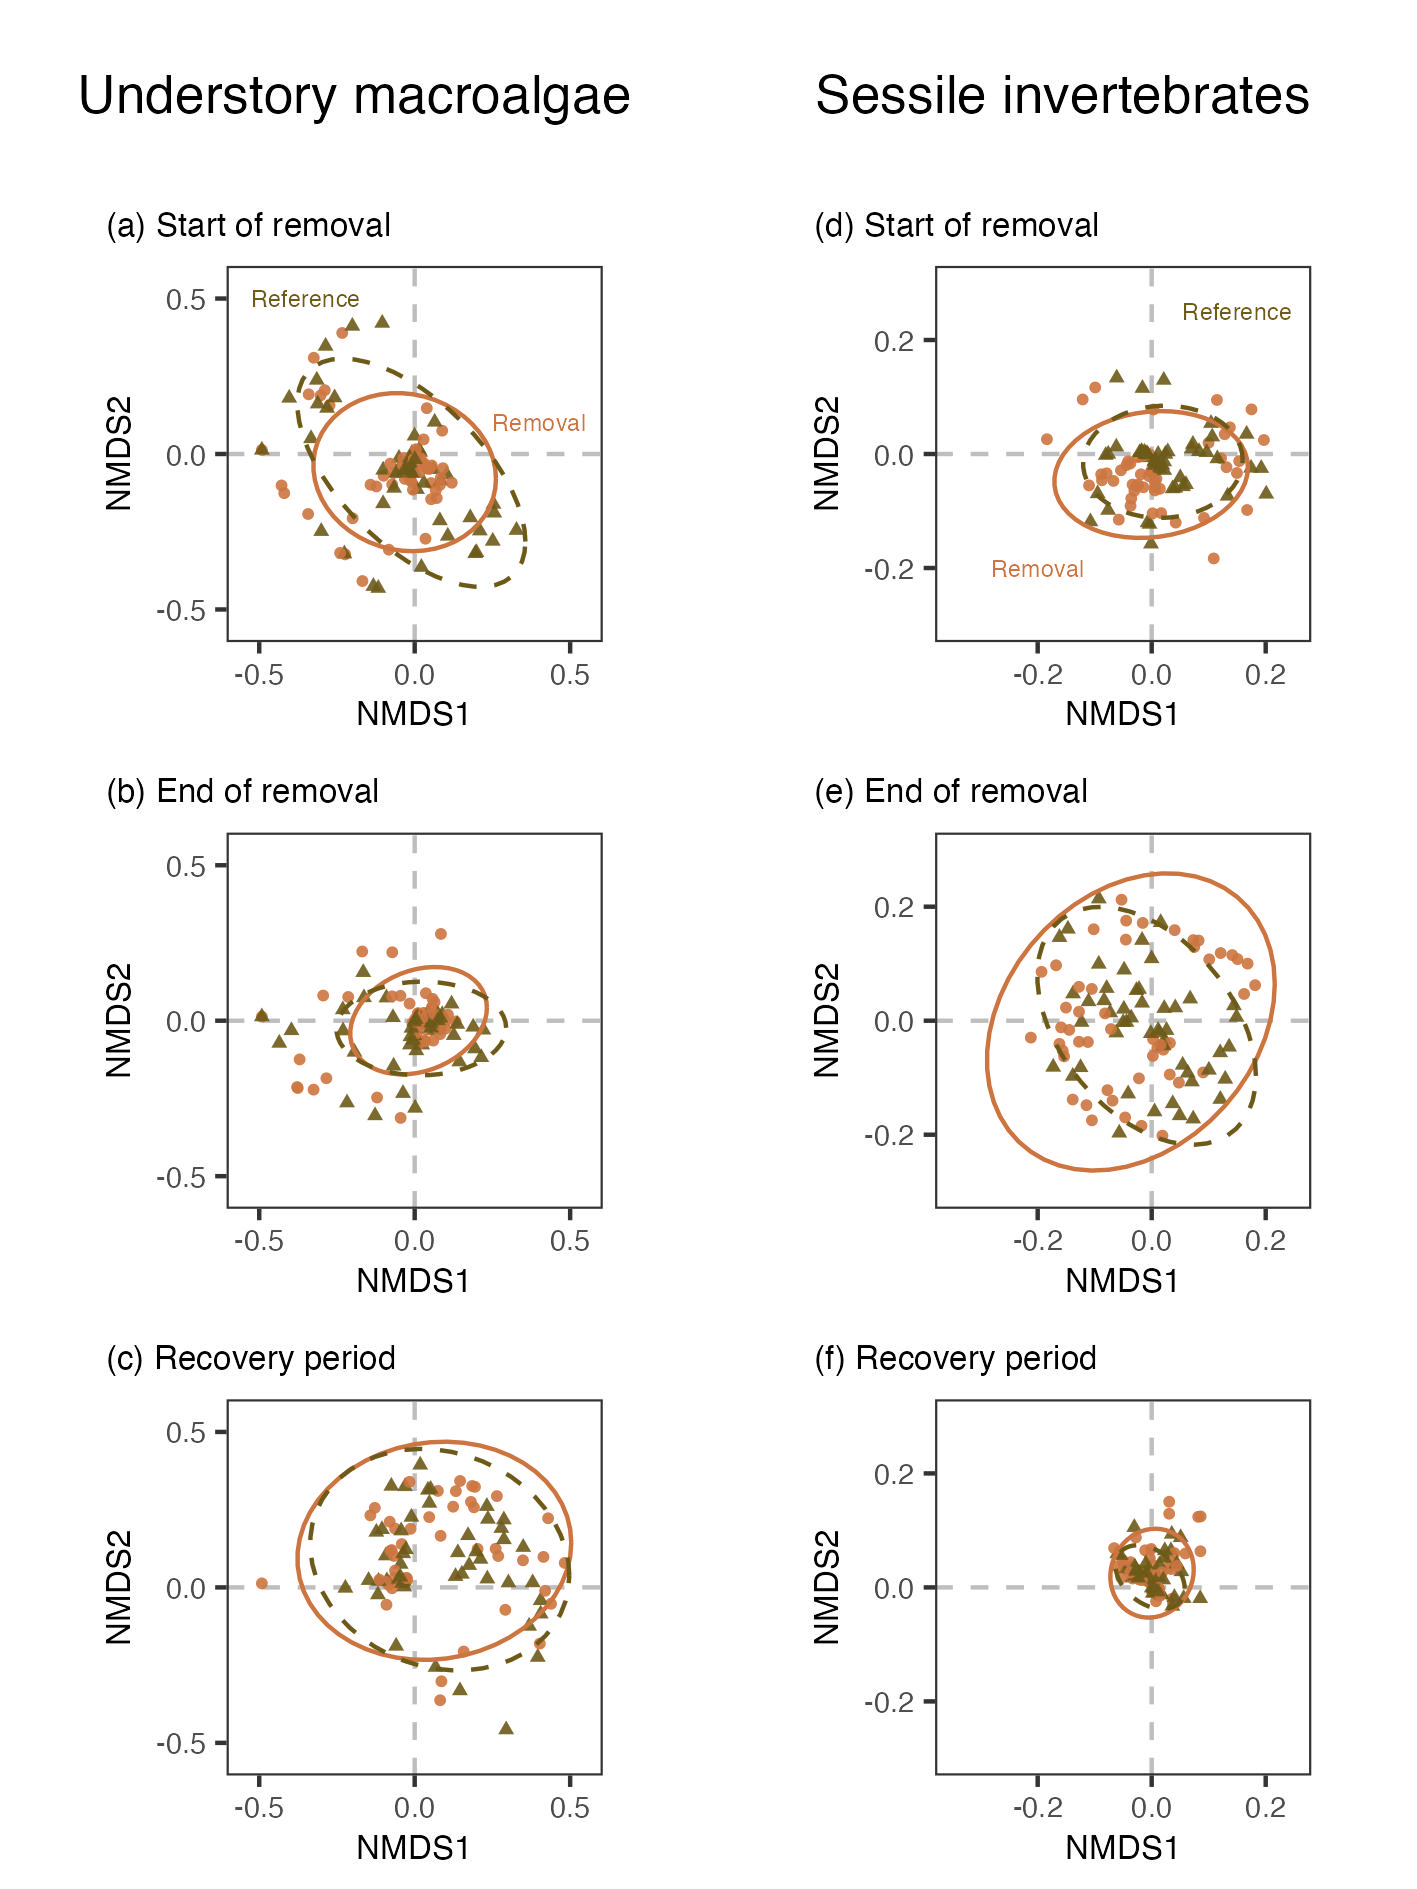 Understory macroalgae
Sessile invertebrates
(a) Start of removal
(d) Start of removal
Reference
Removal
0.5
0.0
-0.5
NMDS2
-0.5
0.0
0.5
NMDS1
Reference
Removal
0.2
0.0
-0.2
NMDS2
-0.2
0.0
0.2
NMDS1
(b) End of removal
(e) End of removal
0.5
0.0
-0.5
NMDS2
-0.5
0.0
0.5
NMDS1
0.2
0.0
-0.2
NMDS2
-0.2
0.0
0.2
NMDS1
(c) Recovery period
(f) Recovery period
0.5
0.0
-0.5
NMDS2
-0.5
0.0
0.5
NMDS1
0.2
0.0
-0.2
NMDS2
-0.2
0.0
0.2
NMDS1